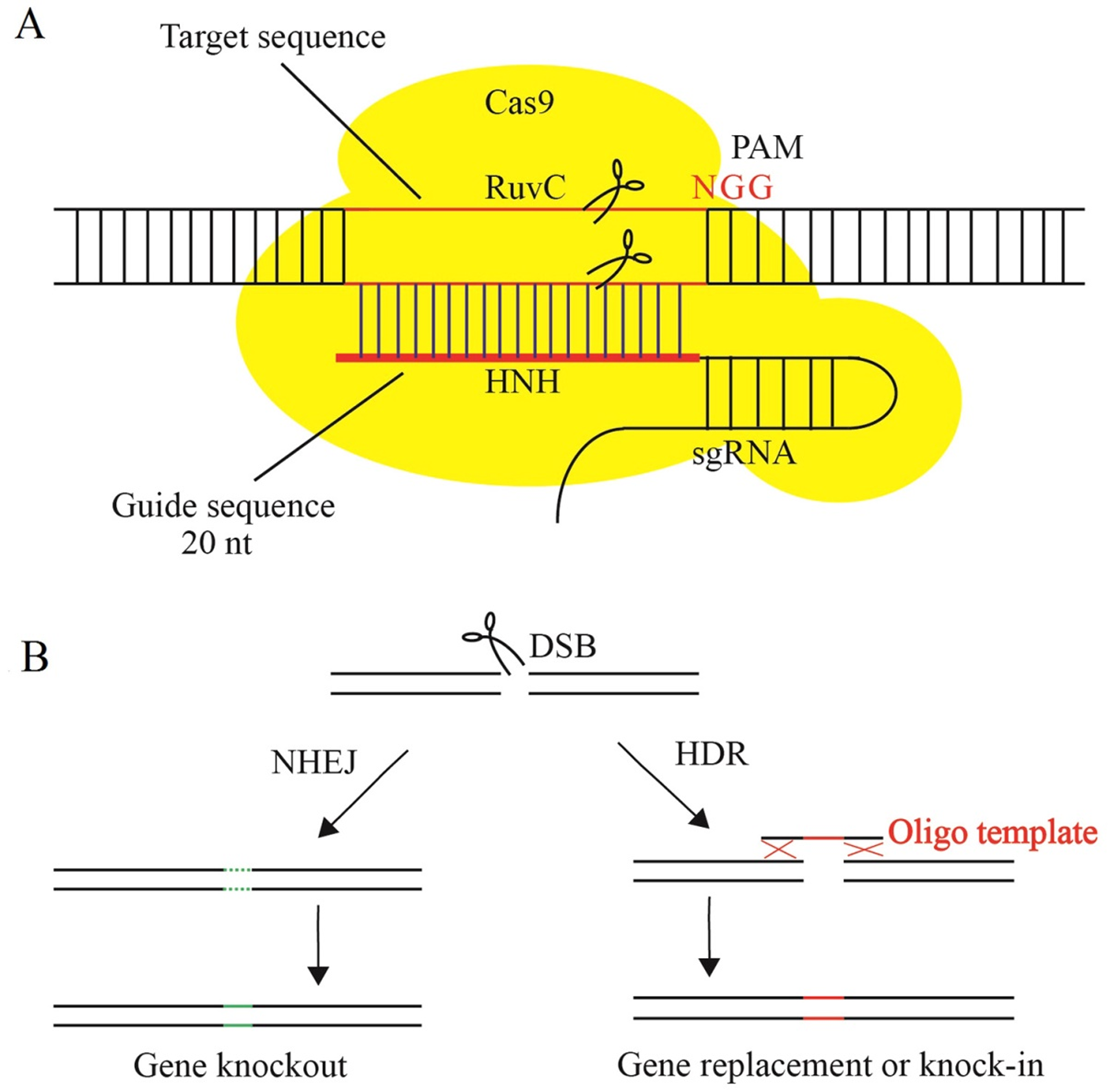 A
Target sequence
Cas9
PAM
RuvC
NGG
HNH
sgRNA
Guide sequence
20 nt
B
DSB
NHEJ
HDR
Oligo template
Gene knockout
Gene replacement or knock-in